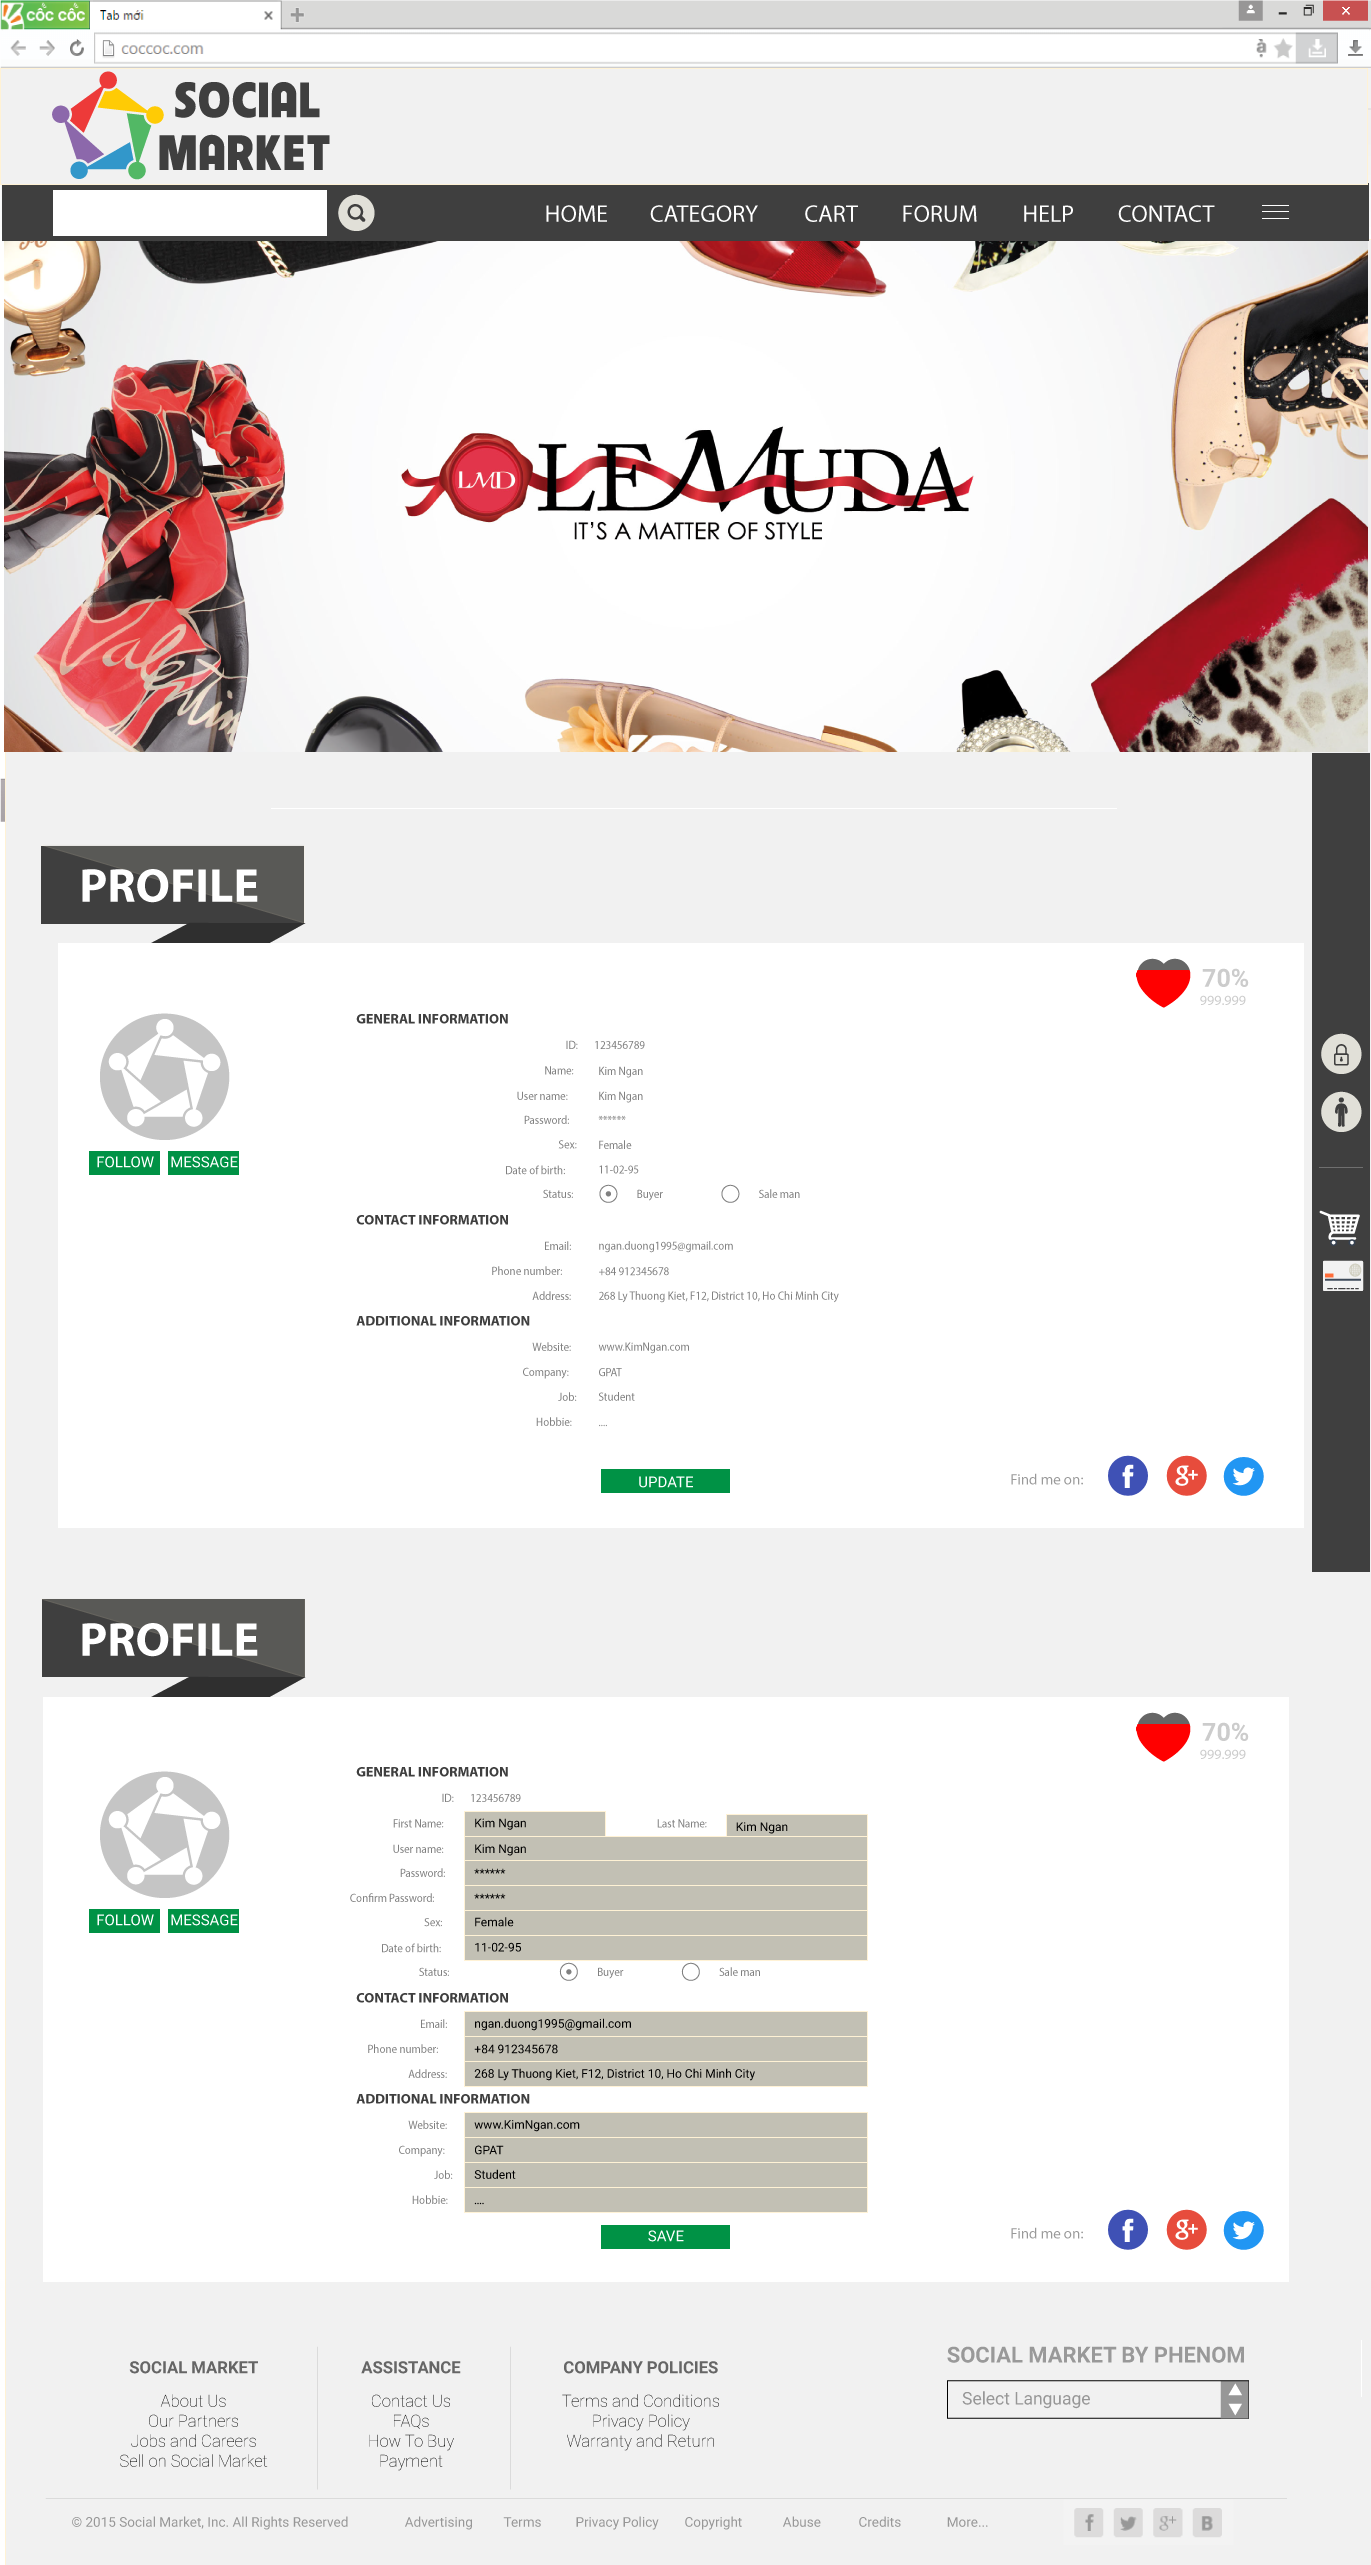 cốc cốc
Tab mới
coccoc.com
SOCIAL
MARKET
HOME CATEGORY CART FORUM HELP CONTACT
LMD LEMUDA
IT'S A MATTER OF STYLE
Valentin
PROFILE
70%
999.999
FOLLOW MESSAGE
GENERAL INFORMATION
ID: 123456789
Name: Kim Ngan
User name: Kim Ngan
Password: ******
Sex: Female
Date of birth: 11-02-95
Status: Buyer Sale man
CONTACT INFORMATION
Email: ngan.duong1995@gmail.com
Phone number: +84 912345678
Address: 268 Ly Thuong Kiet, F12, District 10, Ho Chi Minh City
ADDITIONAL INFORMATION
Website: www.KimNgan.com
Company: GPAT
Job: Student
Hobbie: ....
UPDATE
Find me on: f g+
PROFILE
70%
999.999
FOLLOW MESSAGE
GENERAL INFORMATION
ID: 123456789
First Name: Kim Ngan Last Name: Kim Ngan
User name: Kim Ngan
Password: ******
Confirm Password: ******
Sex: Female
Date of birth: 11-02-95
Status: Buyer Sale man
CONTACT INFORMATION
Email: ngan.duong1995@gmail.com
Phone number: +84 912345678
Address: 268 Ly Thuong Kiet, F12, District 10, Ho Chi Minh City
ADDITIONAL INFORMATION
Website: www.KimNgan.com
Company: GPAT
Job: Student
Hobbie: ....
SAVE
Find me on: f g+
SOCIAL MARKET
About Us
Our Partners
Jobs and Careers
Sell on Social Market
ASSISTANCE
Contact Us
FAQs
How To Buy
Payment
COMPANY POLICIES
Terms and Conditions
Privacy Policy
Warranty and Return
SOCIAL MARKET BY PHENOM
Select Language
© 2015 Social Market, Inc. All Rights Reserved Advertising Terms Privacy Policy Copyright Abuse Credits More... f g+ B